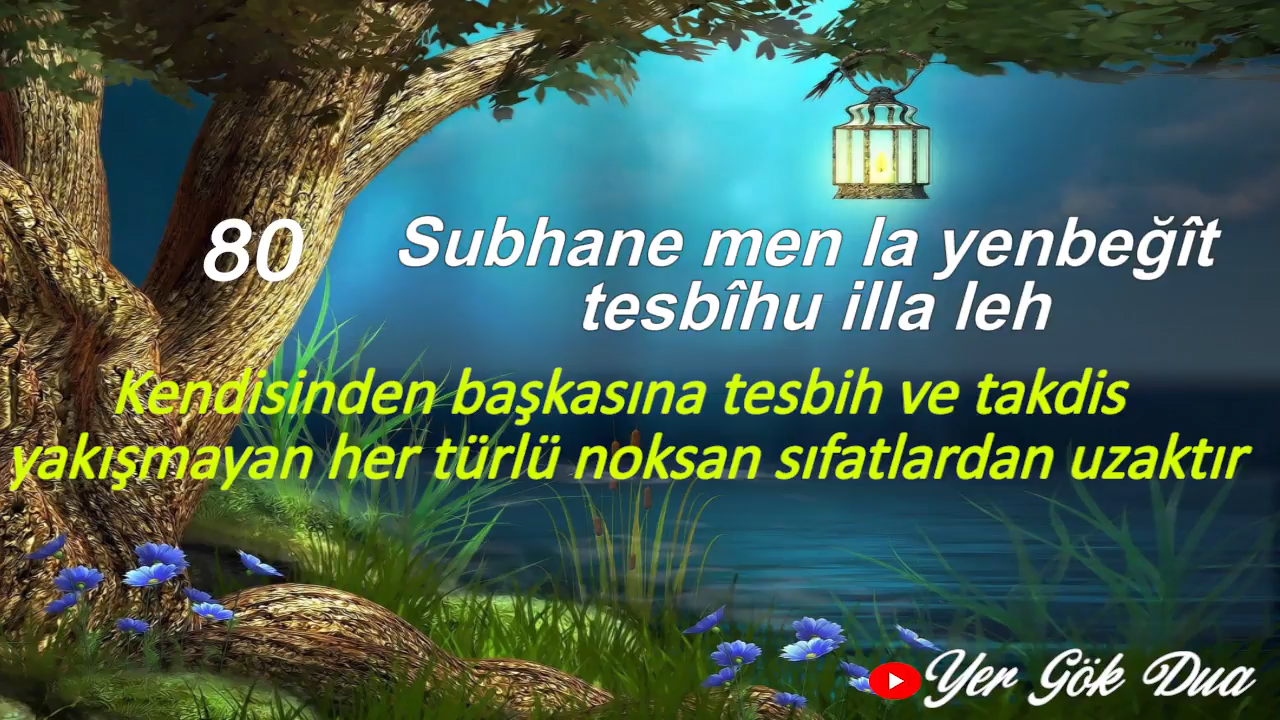 80
Subhane men la yenbeğît
tesbîhu illa leh
Kendisinden başkasına tesbih ve takdis
yakışmayan her türlü noksan sıfatlardan uzaktır
Yer Gök Dua